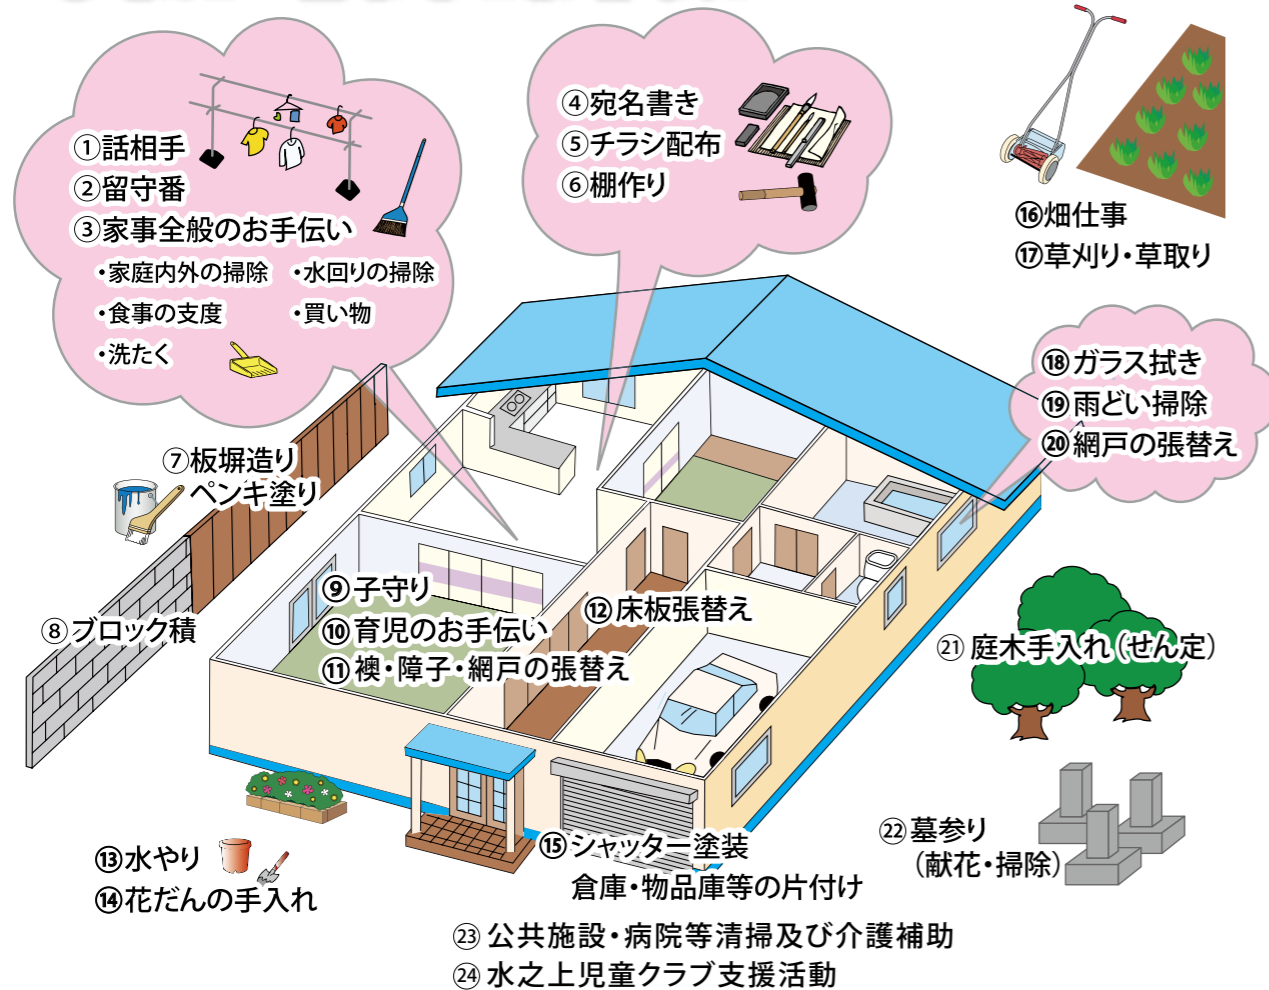 ①話相手
②留守番
③家事全般のお手伝い
・家庭内外の掃除 ・水回りの掃除
・食事の支度 ・買い物
・洗たく
④宛名書き
⑤チラシ配布
⑥棚作り
⑯畑仕事
⑰草刈り・草取り
⑱ガラス拭き
⑲雨どい掃除
⑳網戸の張替え
⑦板塀造り
ペンキ塗り
⑧ブロック積
⑨子守り
⑩育児のお手伝い
⑪襖・障子・網戸の張替え
⑫床板張替え
㉑庭木手入れ(せん定)
⑬水やり
⑭花だんの手入れ
⑮シャッター塗装
倉庫・物品庫等の片付け
㉒墓参り
(献花・掃除)
㉓公共施設・病院等清掃及び介護補助
㉔水之上児童クラブ支援活動